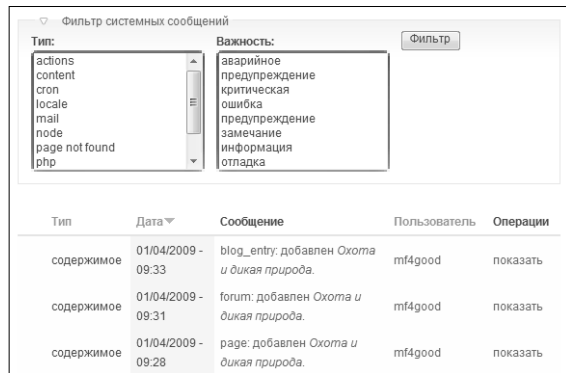 Фильтр системных сообщений
Тип:
actions
content
cron
locale
mail
node
page not found
php
Важность:
аварийное
предупреждение
критическая
ошибка
предупреждение
замечание
информация
отладка
Фильтр
Тип Дата Сообщение Пользователь Операции
содержимое 01/04/2009 - 09:33 blog_entry: добавлен Охота и дикая природа. mf4good показать
содержимое 01/04/2009 - 09:31 forum: добавлен Охота и дикая природа. mf4good показать
содержимое 01/04/2009 - 09:28 page: добавлен Охота и дикая природа. mf4good показать